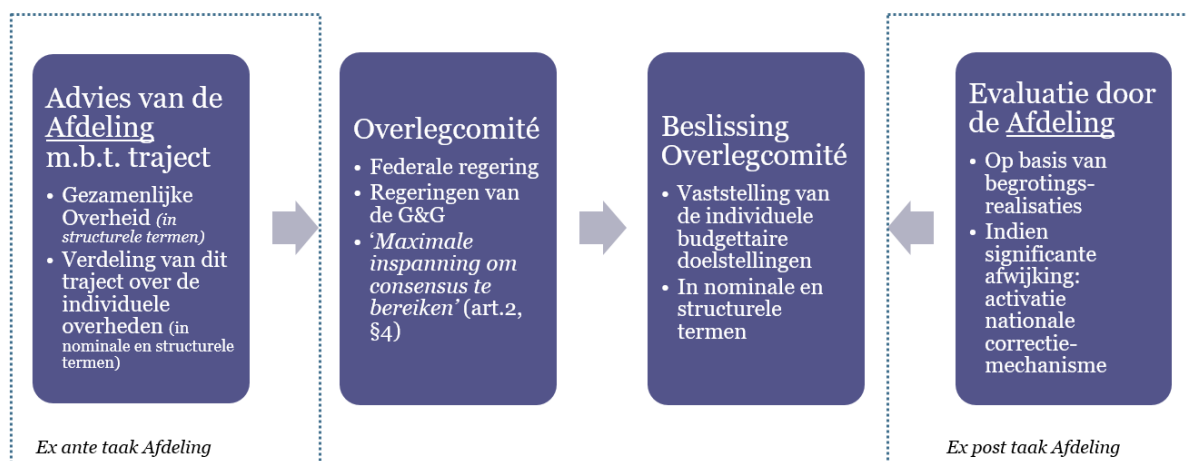 Advies van de
Afdeling
m.b.t. traject
• Gezamenlijke
Overheid (in
structurele termen)
• Verdeling van dit
traject over de
individuele
overheden (in
nominale en structurele
termen)
Overlegcomité
• Federale regering
• Regeringen van
de G&G
• ‘Maximale
inspanning om
consensus te
bereiken’ (art.2,
§4)
Beslissing
Overlegcomité
• Vaststelling van
de individuele
budgettaire
doelstellingen
• In nominale en
structurele
termen
Evaluatie door
de Afdeling
• Op basis van
begrotings-
realisaties
• Indien
significante
afwijking:
activatie
nationale
correctie-
mechanisme
Ex ante taak Afdeling
Ex post taak Afdeling